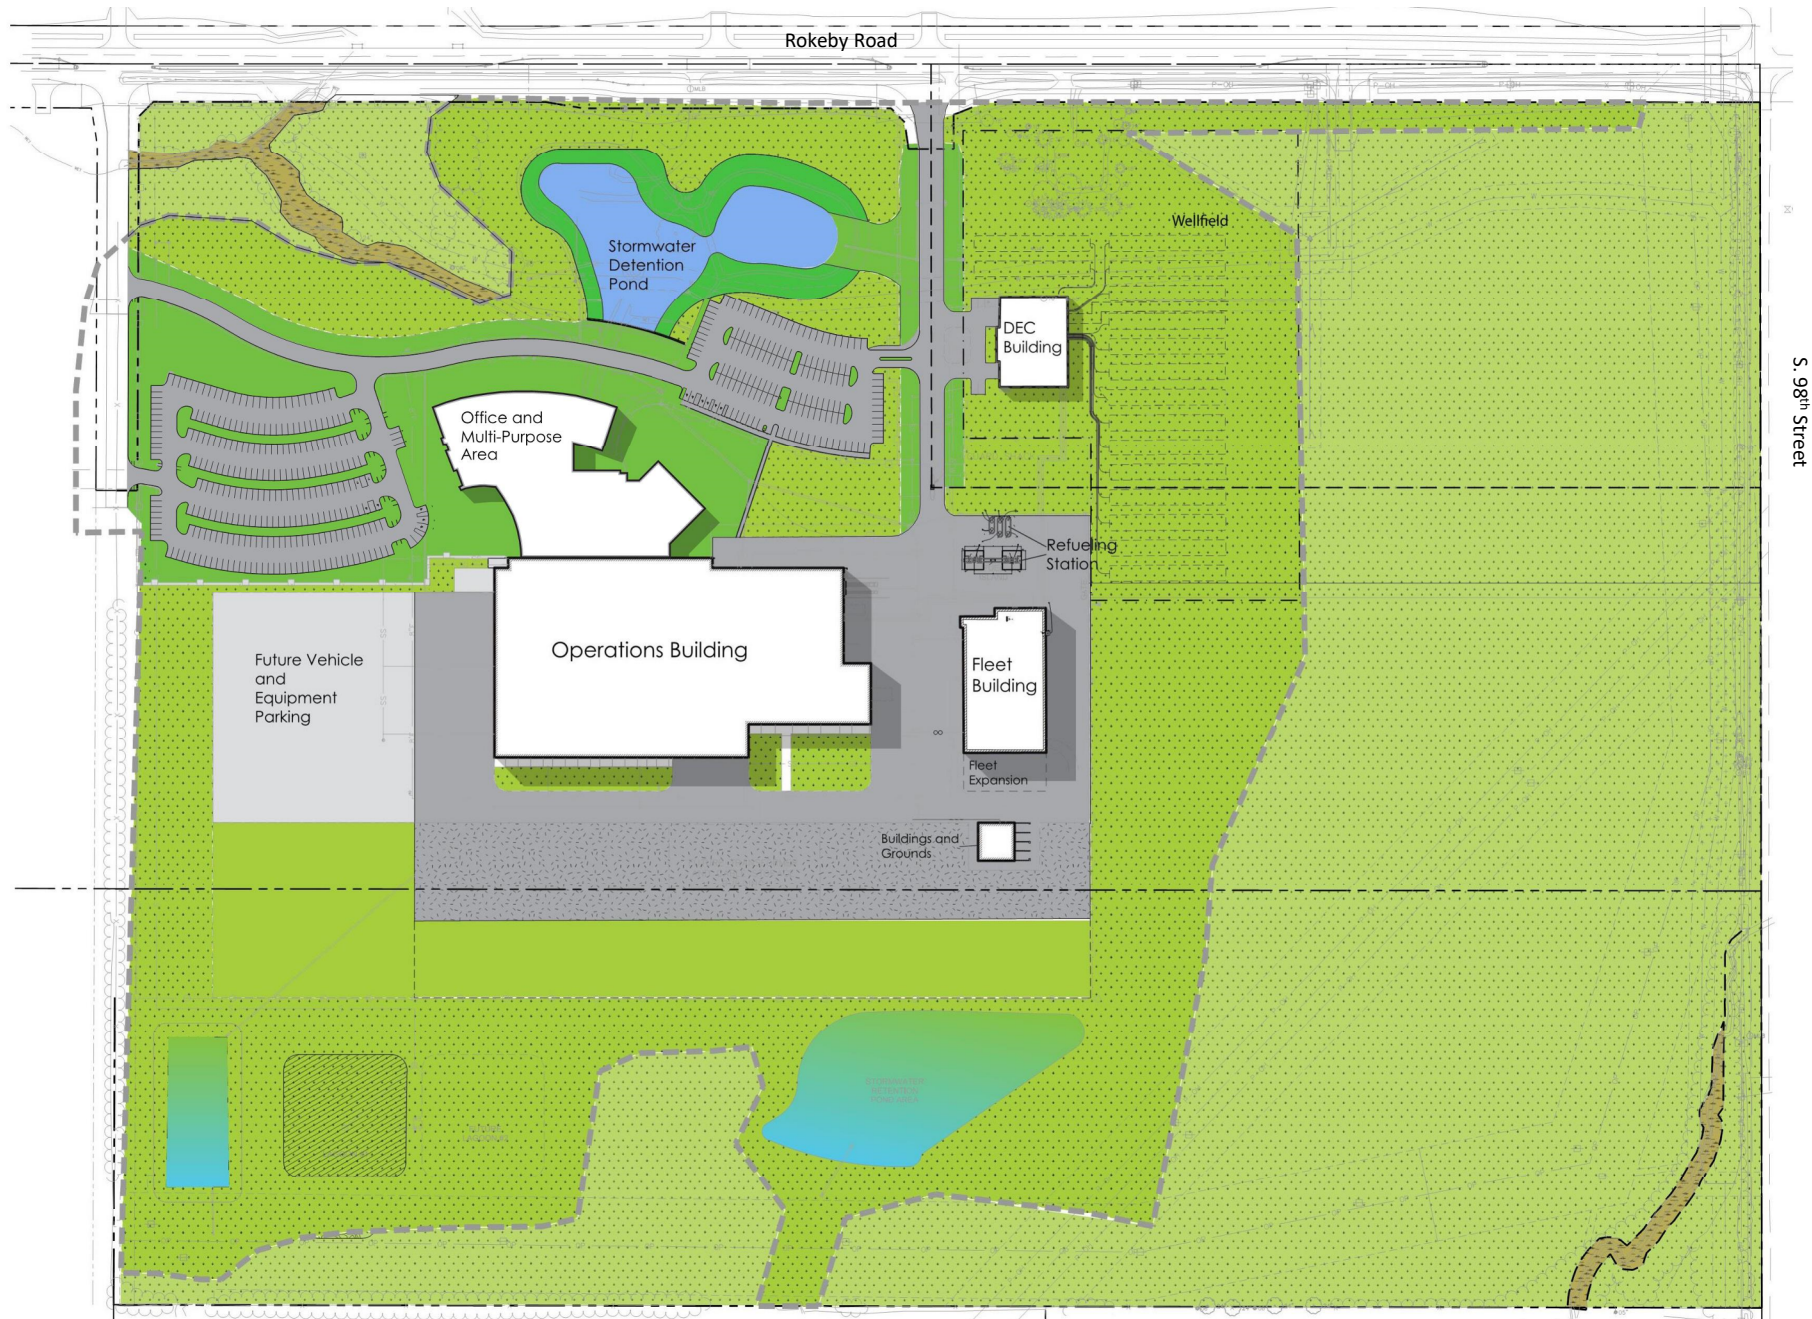 Rokeby Road
Wellfield
Stormwater
Detention
Pond
DEC
Building
S. 98th Street
Office and
Multi-Purpose
Area
Refueling
Station
Operations Building
Future Vehicle
and
Equipment
Parking
Fleet
Building
Fleet
Expansion
Buildings and
Grounds